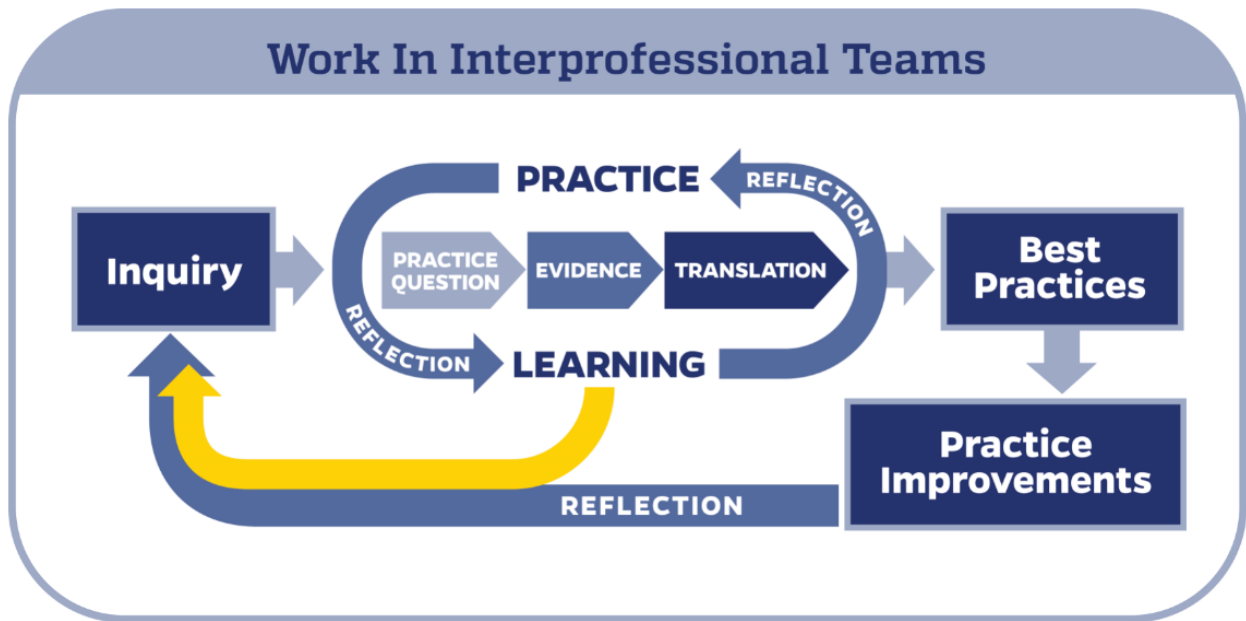 Work In Interprofessional Teams
PRACTICE
REFLECTION
Inquiry
PRACTICE
QUESTION
EVIDENCE
TRANSLATION
Best
Practices
REFLECTION
LEARNING
Practice
Improvements
REFLECTION